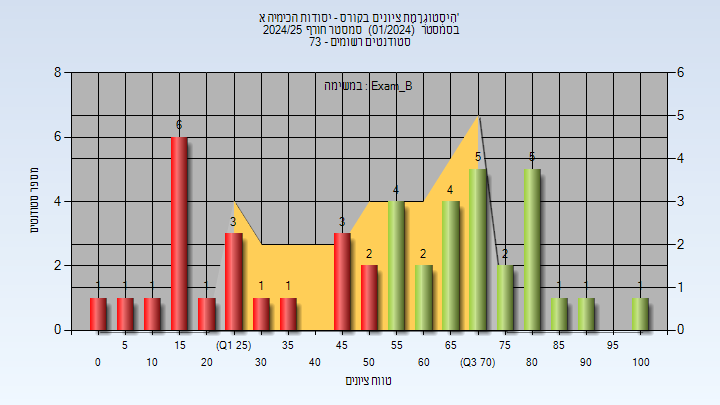 הִיסְטוֹגְרָמַת ציונים בקורס - יסודות הכימיה א'
בסמסטר (01/2024) סמסטר חורף 2024/25
סטודנטים רשומים - 73
במשימה : Exam_B
מספר סטודנטים
8 6 4 2 0
6 5 4 3 2 1 0
1 1 1 6 1 3 1 1 3 2 4 2 4 5 2 5 1 1 1
5 15 (Q1 25) 35 45 55 65 75 85 95
0 10 20 30 40 50 60 (Q3 70) 80 90 100
טווח ציונים